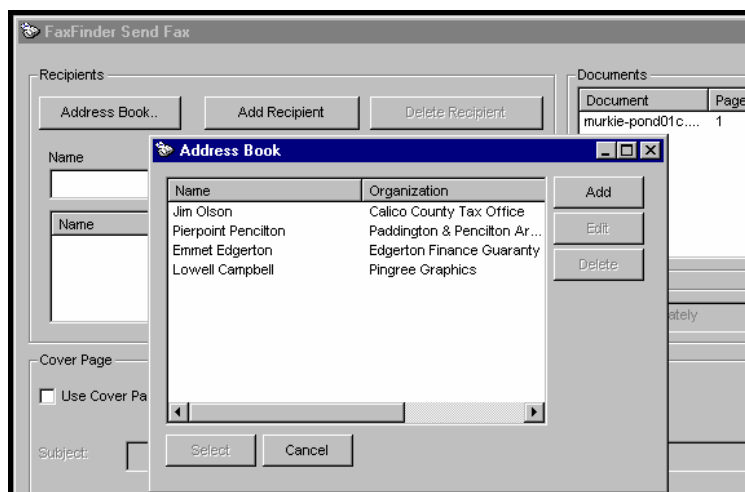 FaxFinder Send Fax
Recipients
Documents
Address Book..
Add Recipient
Delete Recipient
Document Page
murkie-pond01c.... 1
Name
Name
Address Book
Name Organization
Jim Olson Calico County Tax Office
Pierpoint Pencilton Paddington & Pencilton Ar...
Emmet Edgerton Edgerton Finance Guaranty
Lowell Campbell Pingree Graphics
Add
Edit
Delete
ately
Cover Page
Use Cover Pa
Select
Cancel
Subject: